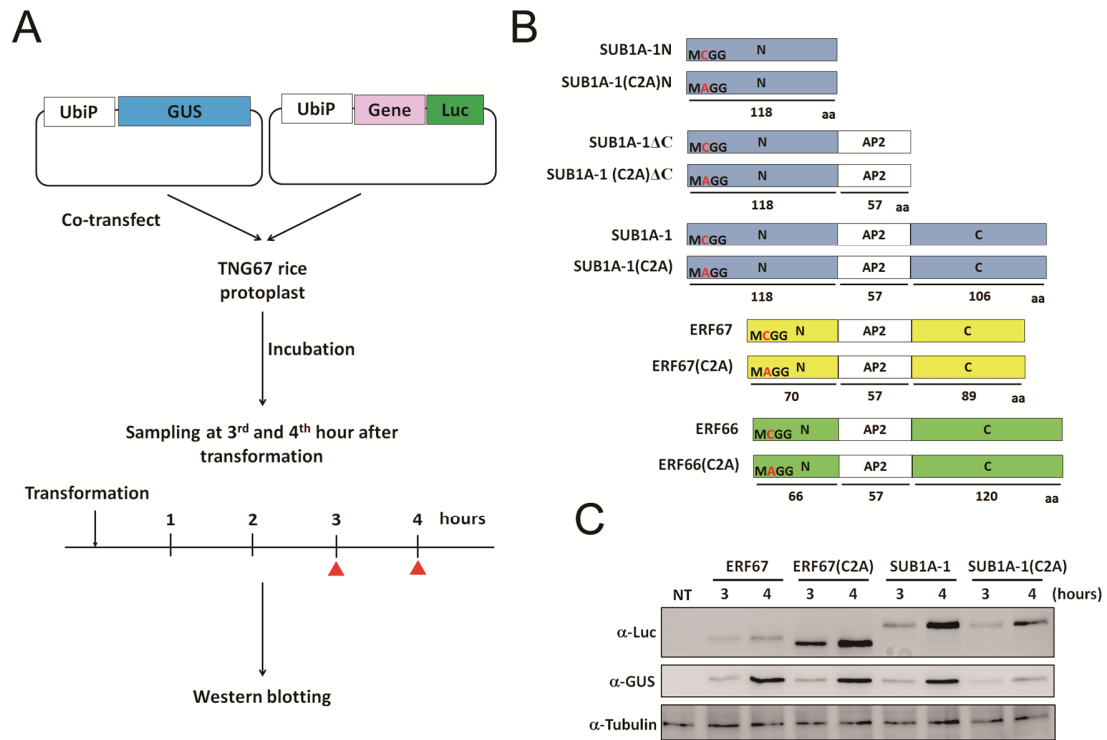 A
UbiP GUS
UbiP Gene Luc
Co-transfect
TNG67 rice
protoplast
Incubation
Sampling at 3rd and 4th hour after
transformation
Transformation
1 2 3 4 hours
Western blotting
B
SUB1A-1N MCGG N
SUB1A-1(C2A)N MAGG N
118 aa
SUB1A-1ΔC MCGG N AP2
SUB1A-1 (C2A)ΔC MAGG N AP2
118 57 aa
SUB1A-1 MCGG N AP2 C
SUB1A-1(C2A) MAGG N AP2 C
118 57 106 aa
ERF67 MCGG N AP2 C
ERF67(C2A) MAGG N AP2 C
70 57 89 aa
ERF66 MCGG N AP2 C
ERF66(C2A) MAGG N AP2 C
66 57 120 aa
C
ERF67 ERF67(C2A) SUB1A-1 SUB1A-1(C2A)
NT 3 4 3 4 3 4 3 4 (hours)
α-Luc
α-GUS
α-Tubulin